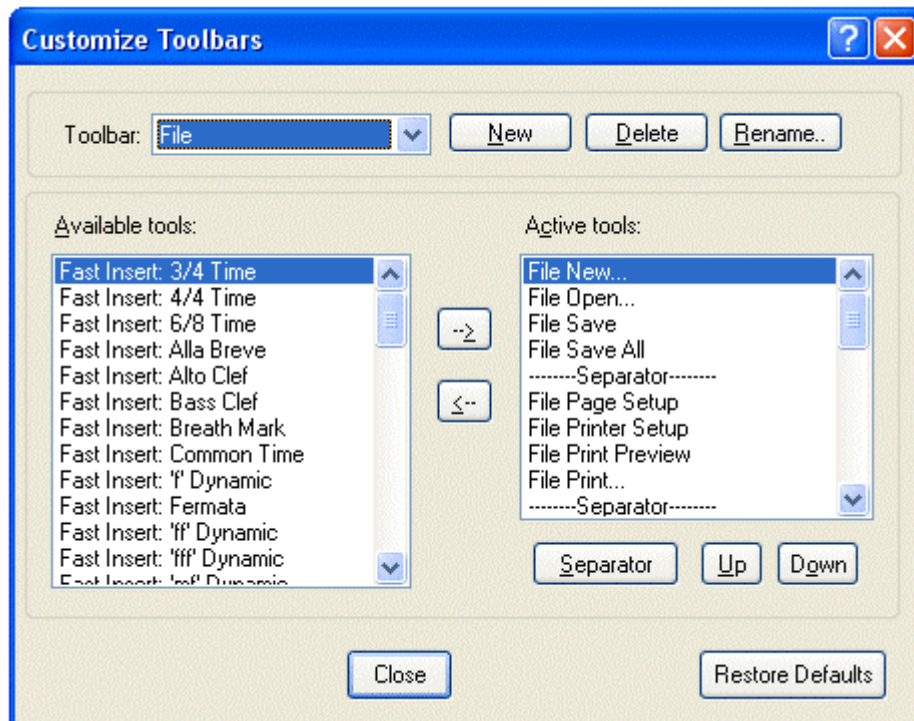 Customize Toolbars
Toolbar: File New Delete Rename..
Available tools:
Fast Insert: 3/4 Time
Fast Insert: 4/4 Time
Fast Insert: 6/8 Time
Fast Insert: Alla Breve
Fast Insert: Alto Clef
Fast Insert: Bass Clef
Fast Insert: Breath Mark
Fast Insert: Common Time
Fast Insert: 'f' Dynamic
Fast Insert: Fermata
Fast Insert: 'ff' Dynamic
Fast Insert: 'fff' Dynamic
Fast Insert: 'mf' Dynamic
-->
<--
Active tools:
File New...
File Open...
File Save
File Save All
--------Separator--------
File Page Setup
File Printer Setup
File Print Preview
File Print...
--------Separator--------
Separator Up Down
Close Restore Defaults